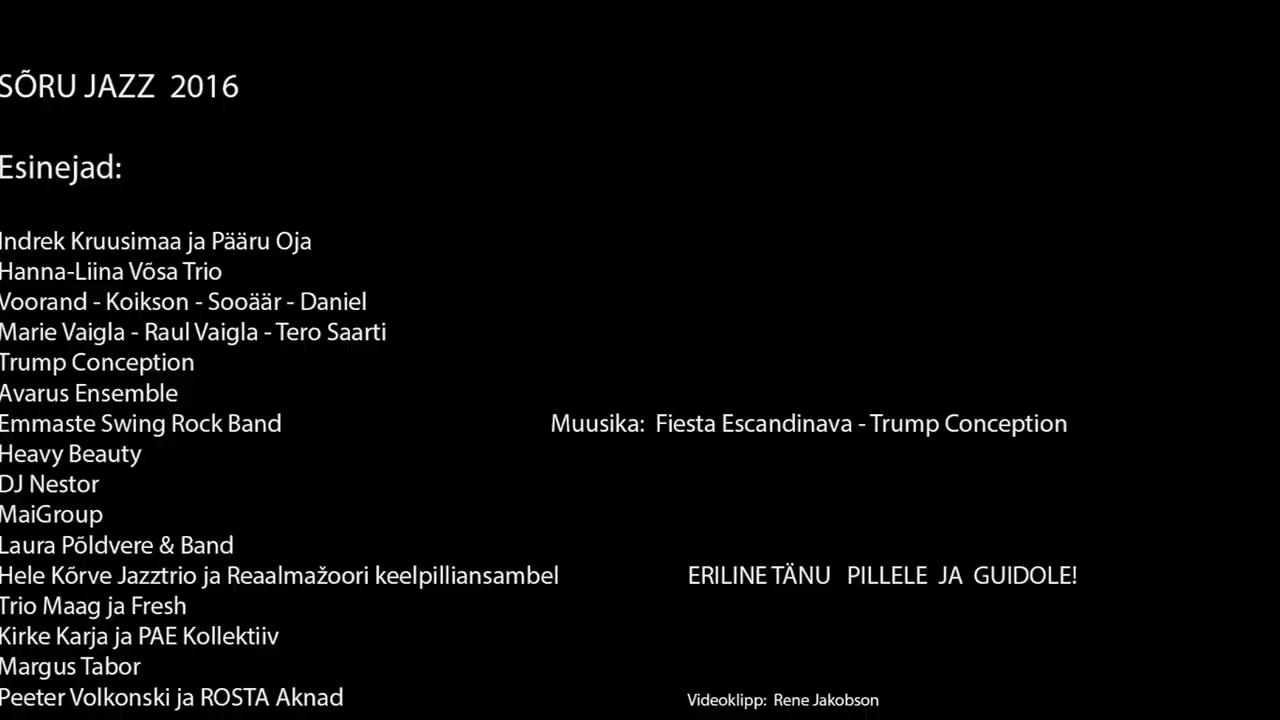 SÕRU JAZZ 2016
Esinejad:
Indrek Kruusimaa ja Pääru Oja
Hanna-Liina Võsa Trio
Voorand - Koikson - Sooäär - Daniel
Marie Vaigla - Raul Vaigla - Tero Saarti
Trump Conception
Avarus Ensemble
Emmaste Swing Rock Band
Heavy Beauty
DJ Nestor
MaiGroup
Laura Põldvere & Band
Hele Kõrve Jazztrio ja Reaalmažoori keelpilliansambel
Trio Maag ja Fresh
Kirke Karja ja PAE Kollektiiv
Margus Tabor
Peeter Volkonski ja ROSTA Aknad
Muusika: Fiesta Escandinava - Trump Conception
ERILINE TÄNU PILLELE JA GUIDOLE!
Videoklipp: Rene Jakobson